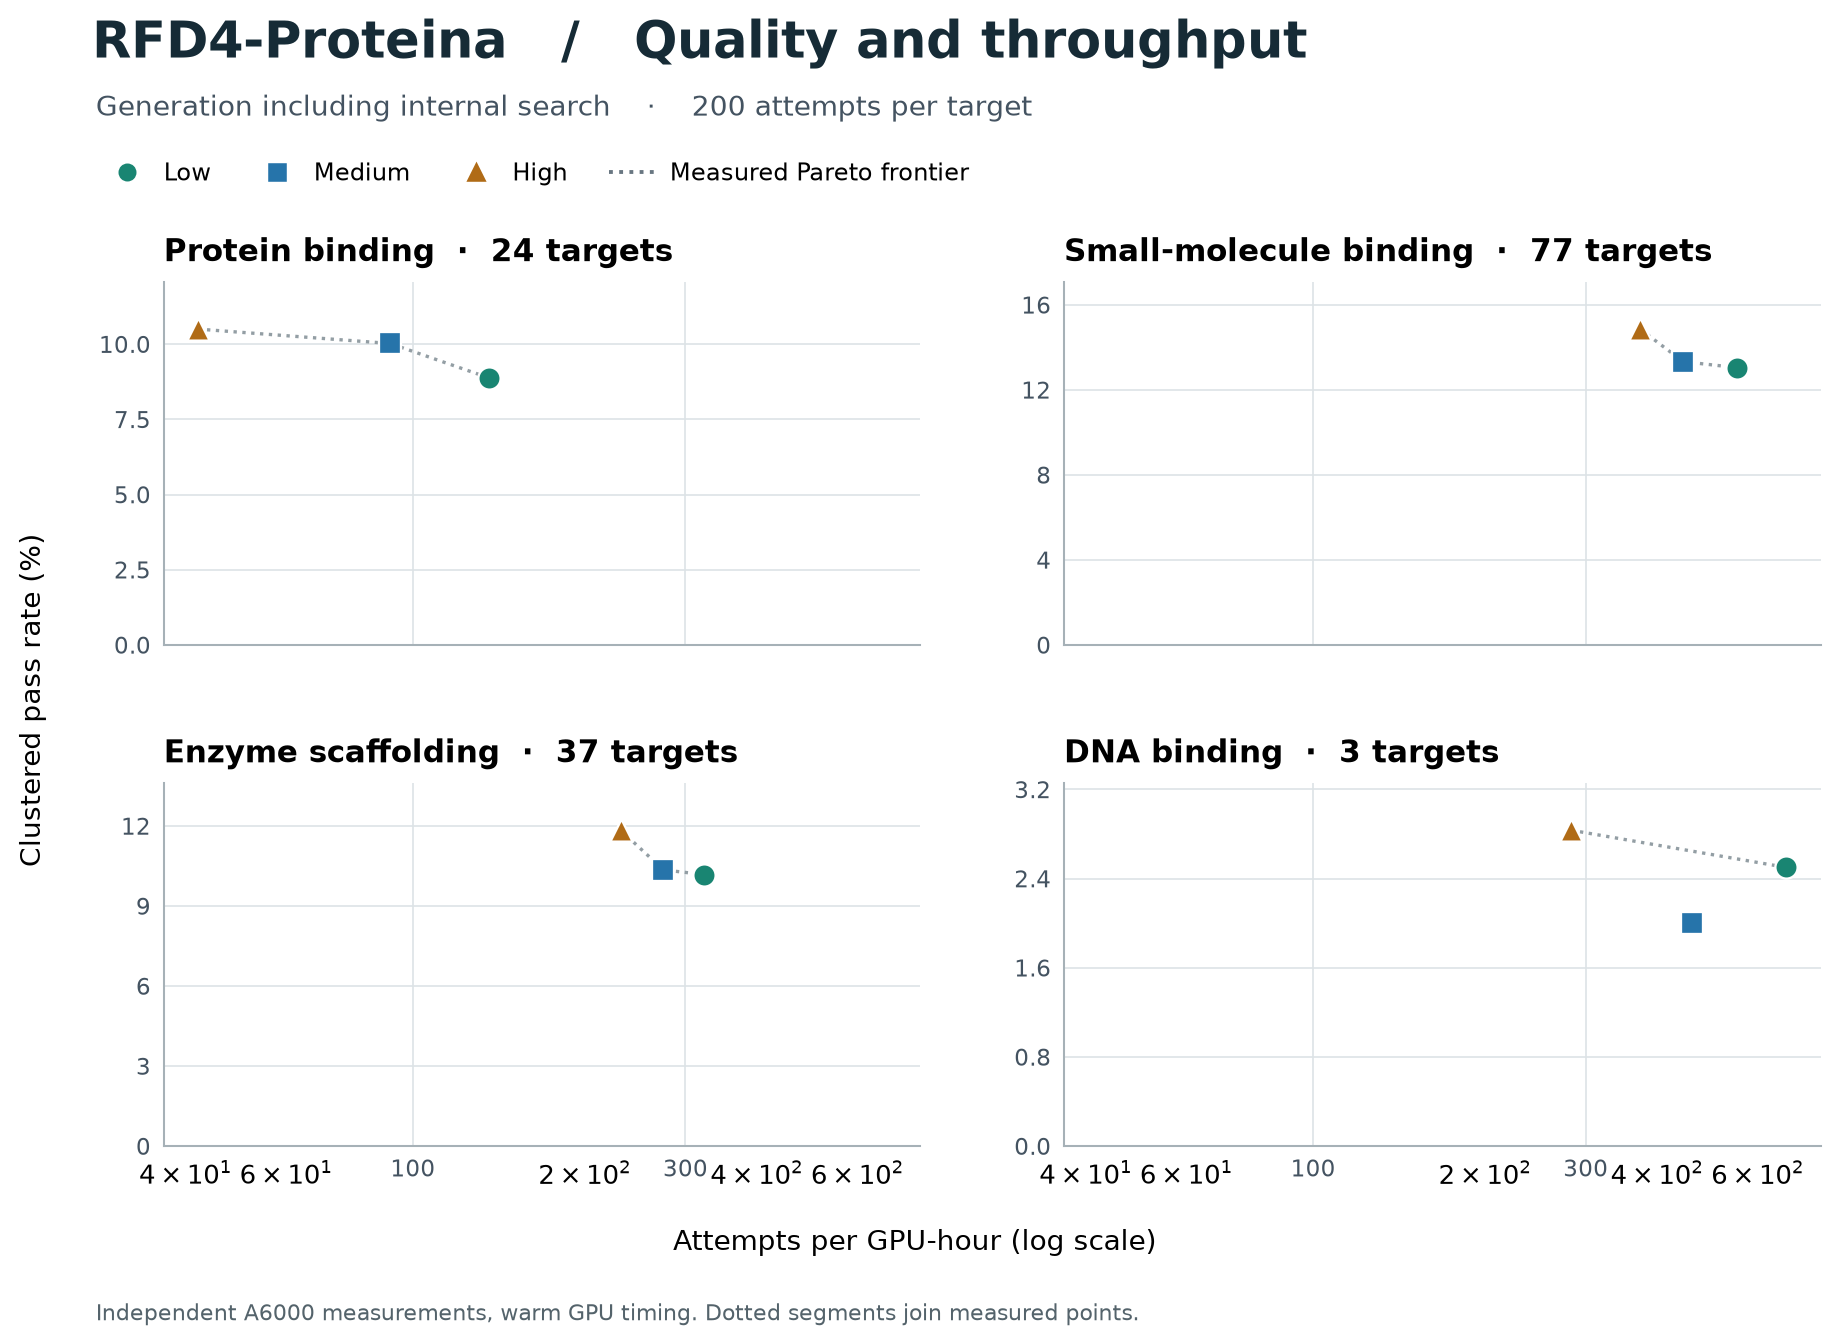 RFD4-Proteina / Quality and throughput
Generation including internal search · 200 attempts per target
Low Medium High Measured Pareto frontier
Protein binding · 24 targets
10.0
7.5
5.0
2.5
0.0
Small-molecule binding · 77 targets
16
12
8
4
0
Clustered pass rate (%)
Enzyme scaffolding · 37 targets
12
9
6
3
0
4 × 10¹ 6 × 10¹ 100 2 × 10² 300 4 × 10² 6 × 10²
DNA binding · 3 targets
3.2
2.4
1.6
0.8
0.0
4 × 10¹ 6 × 10¹ 100 2 × 10² 300 4 × 10² 6 × 10²
Attempts per GPU-hour (log scale)
Independent A6000 measurements, warm GPU timing. Dotted segments join measured points.